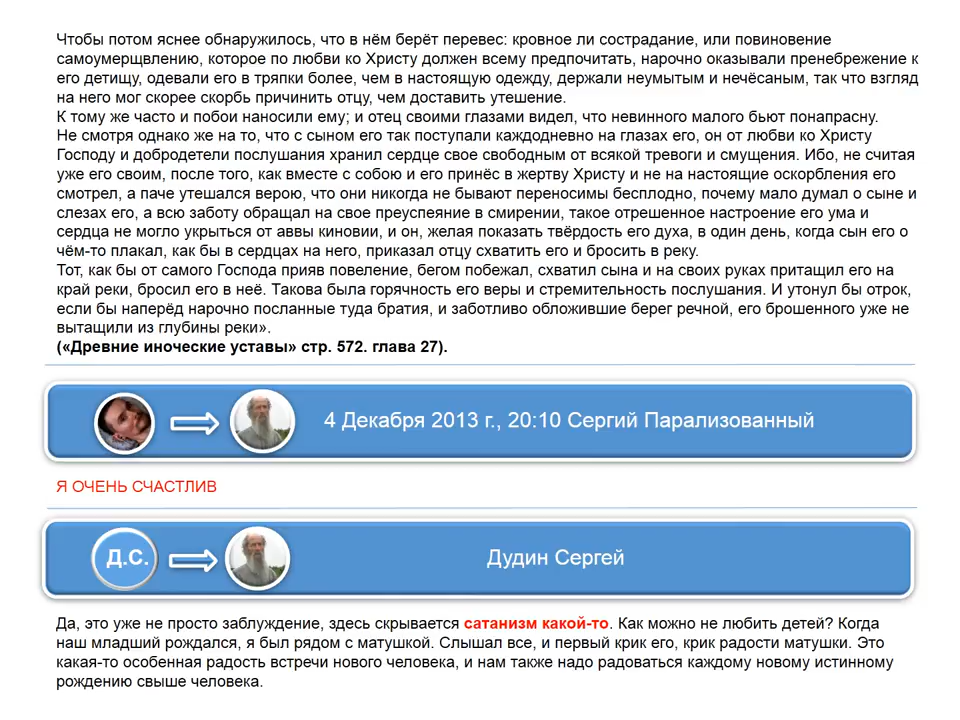 Чтобы потом яснее обнаружилось, что в нём берёт перевес: кровное ли сострадание, или повиновение
самоумерщвлению, которое по любви ко Христу должен всему предпочитать, нарочно оказывали пренебрежение к
его детищу, одевали его в тряпки более, чем в настоящую одежду, держали неумытым и нечёсаным, так что взгляд
на него мог скорее скорбь причинить отцу, чем доставить утешение.
К тому же часто и побои наносили ему; и отец своими глазами видел, что невинного малого бьют понапрасну.
Не смотря однако же на то, что с сыном его так поступали каждодневно на глазах его, он от любви ко Христу
Господу и добродетели послушания хранил сердце свое свободным от всякой тревоги и смущения. Ибо, не считая
уже его своим, после того, как вместе с собою и его принёс в жертву Христу и не на настоящие оскорбления его
смотрел, а паче утешался верою, что они никогда не бывают переносимы бесплодно, почему мало думал о сыне и
слезах его, а всю заботу обращал на свое преуспеяние в смирении, такое отрешенное настроение его ума и
сердца не могло укрыться от аввы киновии, и он, желая показать твёрдость его духа, в один день, когда сын его о
чём-то плакал, как бы в сердцах на него, приказал отцу схватить его и бросить в реку.
Тот, как бы от самого Господа прияв повеление, бегом побежал, схватил сына и на своих руках притащил его на
край реки, бросил его в неё. Такова была горячность его веры и стремительность послушания. И утонул бы отрок,
если бы наперёд нарочно посланные туда братия, и заботливо обложившие берег речной, его брошенного уже не
вытащили из глубины реки».
(«Древние иноческие уставы» стр. 572. глава 27).
4 Декабря 2013 г., 20:10 Сергий Парализованный
Я ОЧЕНЬ СЧАСТЛИВ
Д.С.
Дудин Сергей
Да, это уже не просто заблуждение, здесь скрывается сатанизм какой-то. Как можно не любить детей? Когда
наш младший рождался, я был рядом с матушкой. Слышал все, и первый крик его, крик радости матушки. Это
какая-то особенная радость встречи нового человека, и нам также надо радоваться каждому новому истинному
рождению свыше человека.